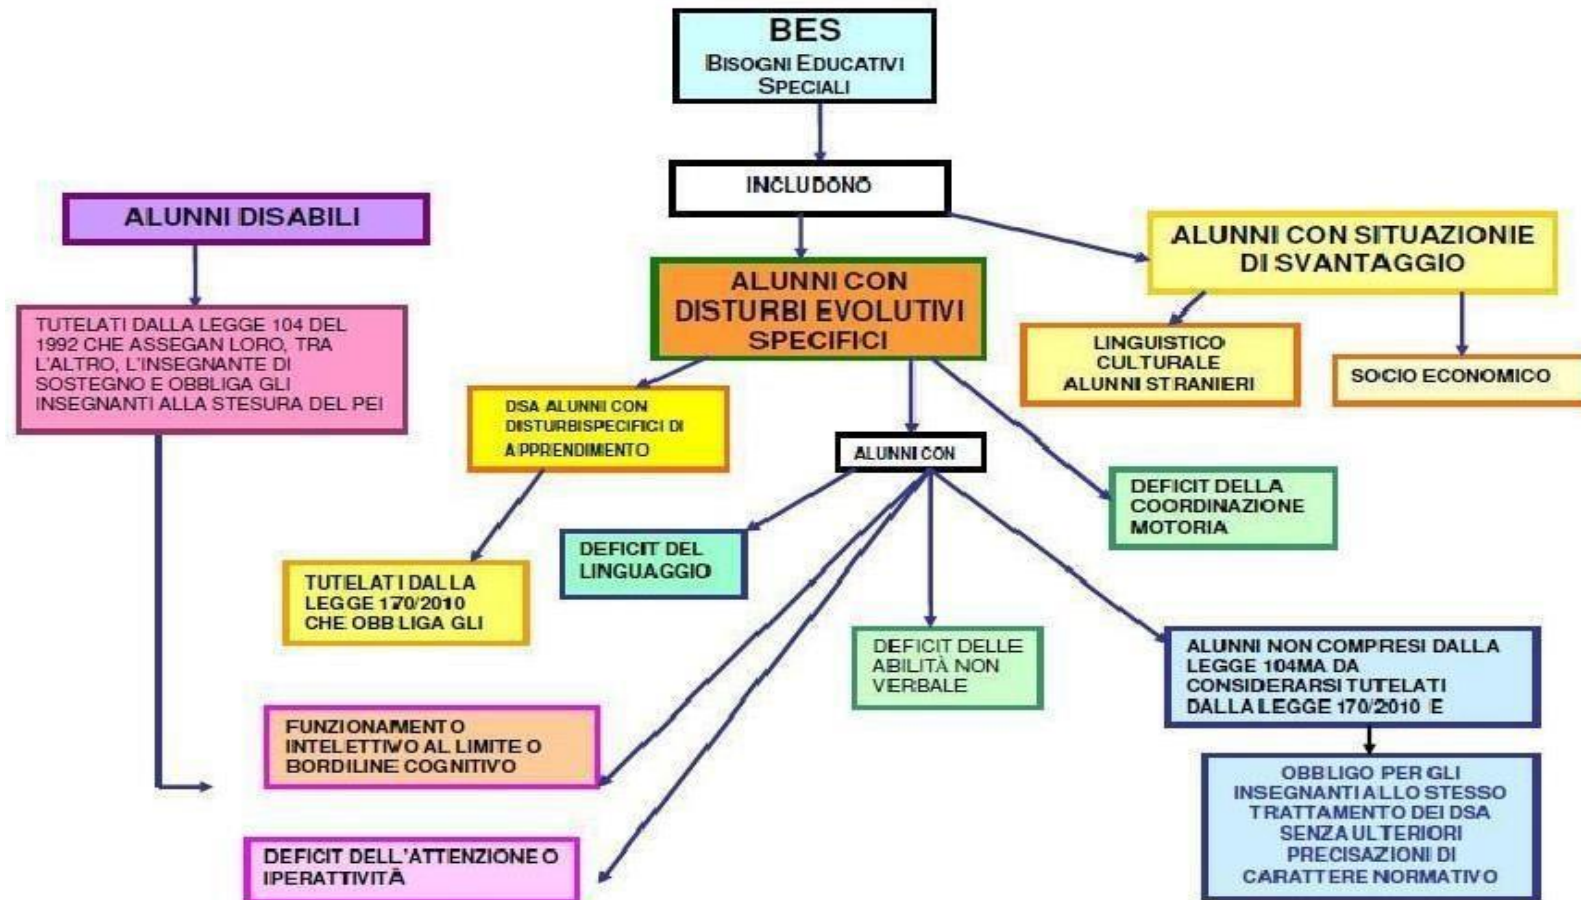 BES
BISOGNI EDUCATIVI
SPECIALI
INCLUDONO
ALUNNI DISABILI
TUTELATI DALLA LEGGE 104 DEL
1992 CHE ASSEGAN LORO, TRA
L'ALTRO, L'INSEGNANTE DI
SOSTEGNO E OBBLIGA GLI
INSEGNANTI ALLA STESURA DEL PEI
ALUNNI CON
DISTURBI EVOLUTIVI
SPECIFICI
ALUNNI CON SITUAZIONIE
DI SVANTAGGIO
LINGUISTICO
CULTURALE
ALUNNI STRANIERI
SOCIO ECONOMICO
DSA ALUNNI CON
DISTURBISPECIFICI DI
APPRENDIMENTO
ALUNNI CON
DEFICIT DELLA
COORDINAZIONE
MOTORIA
DEFICIT DEL
LINGUAGGIO
TUTELATI DALLA
LEGGE 170/2010
CHE OBBLIGA GLI
DEFICIT DELLE
ABILITÀ NON
VERBALE
ALUNNI NON COMPRESI DALLA
LEGGE 104MA DA
CONSIDERARSI TUTELATI
DALLA LEGGE 170/2010 E
FUNZIONAMENTO
INTELETTIVO AL LIMITE O
BORDILINE COGNITIVO
OBBLIGO PER GLI
INSEGNANTI ALLO STESSO
TRATTAMENTO DEI DSA
SENZA ULTERIORI
PRECISAZIONI DI
CARATTERE NORMATIVO
DEFICIT DELL'ATTENZIONE O
IPERATTIVITÀ